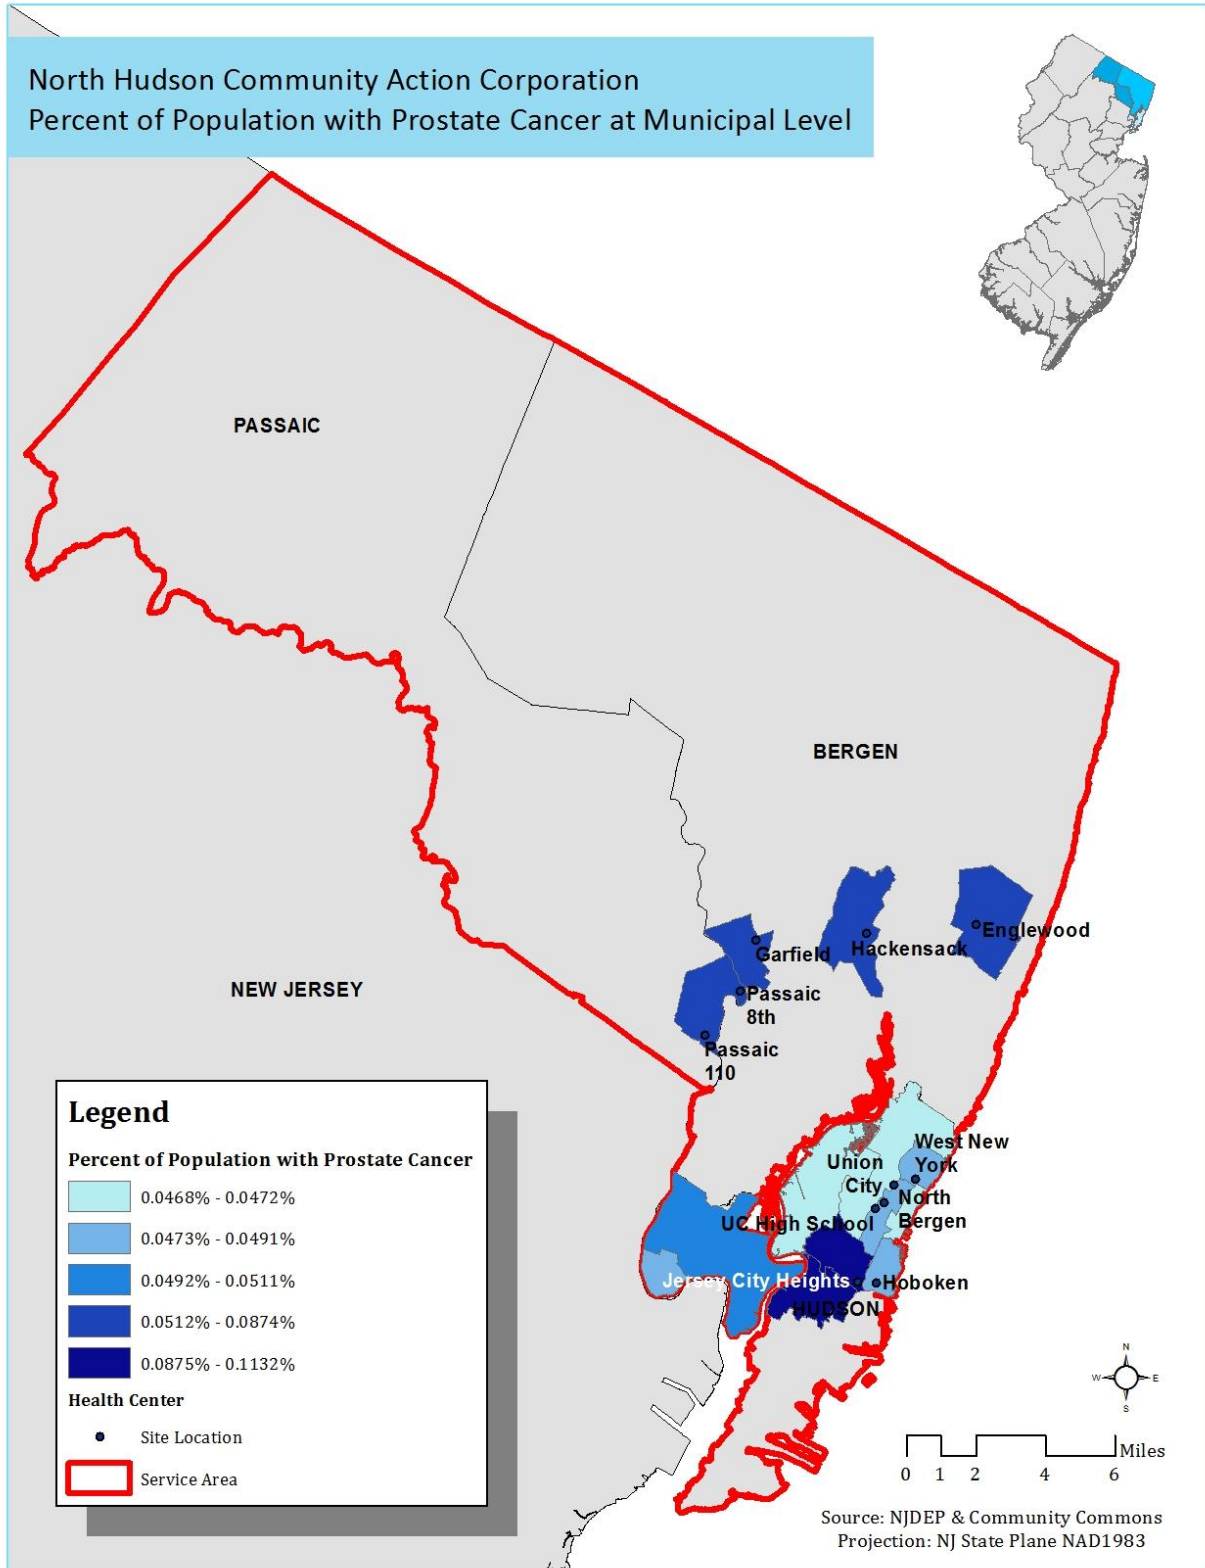 North Hudson Community Action Corporation
Percent of Population with Prostate Cancer at Municipal Level
PASSAIC
BERGEN
Englewood
Hackensack
Garfield
NEW JERSEY
Passaic
8th
Passaic
110
West New
York
Union
City
North
Bergen
UC High School
Jersey City Heights
Hoboken
HUDSON
Legend
Percent of Population with Prostate Cancer
0.0468% - 0.0472%
0.0473% - 0.0491%
0.0492% - 0.0511%
0.0512% - 0.0874%
0.0875% - 0.1132%
Health Center
Site Location
Service Area
N
W
E
S
Miles
0 1 2 4 6
Source: NJDEP & Community Commons
Projection: NJ State Plane NAD1983